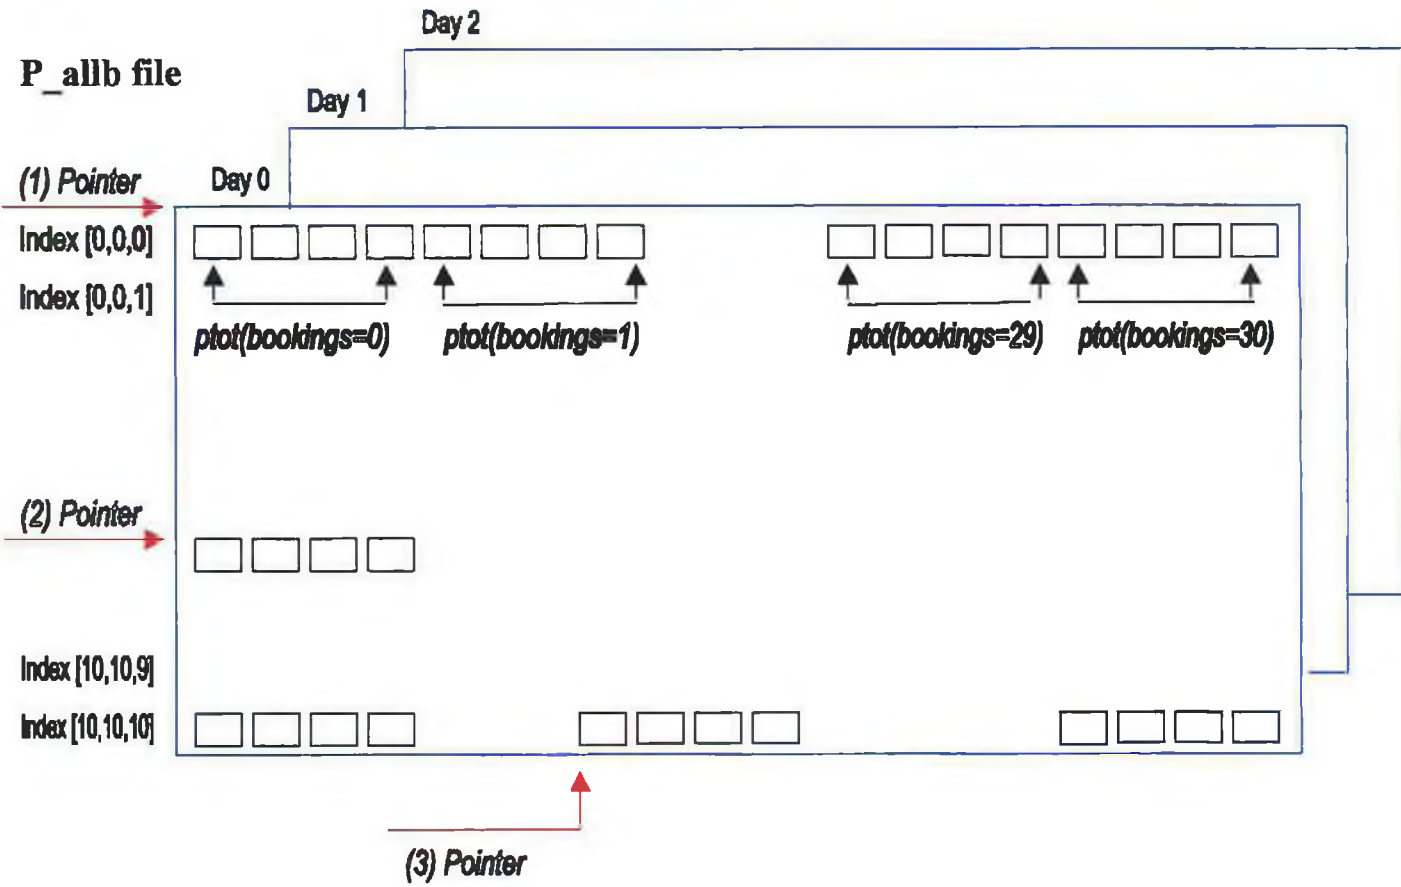 Day 2
P_allb file
Day 1
(1) Pointer
Day 0
Index [0,0,0]
Index [0,0,1]
ptot(bookings=0) ptot(bookings=1) ptot(bookings=29) ptot(bookings=30)
(2) Pointer
Index [10,10,9]
Index [10,10,10]
(3) Pointer